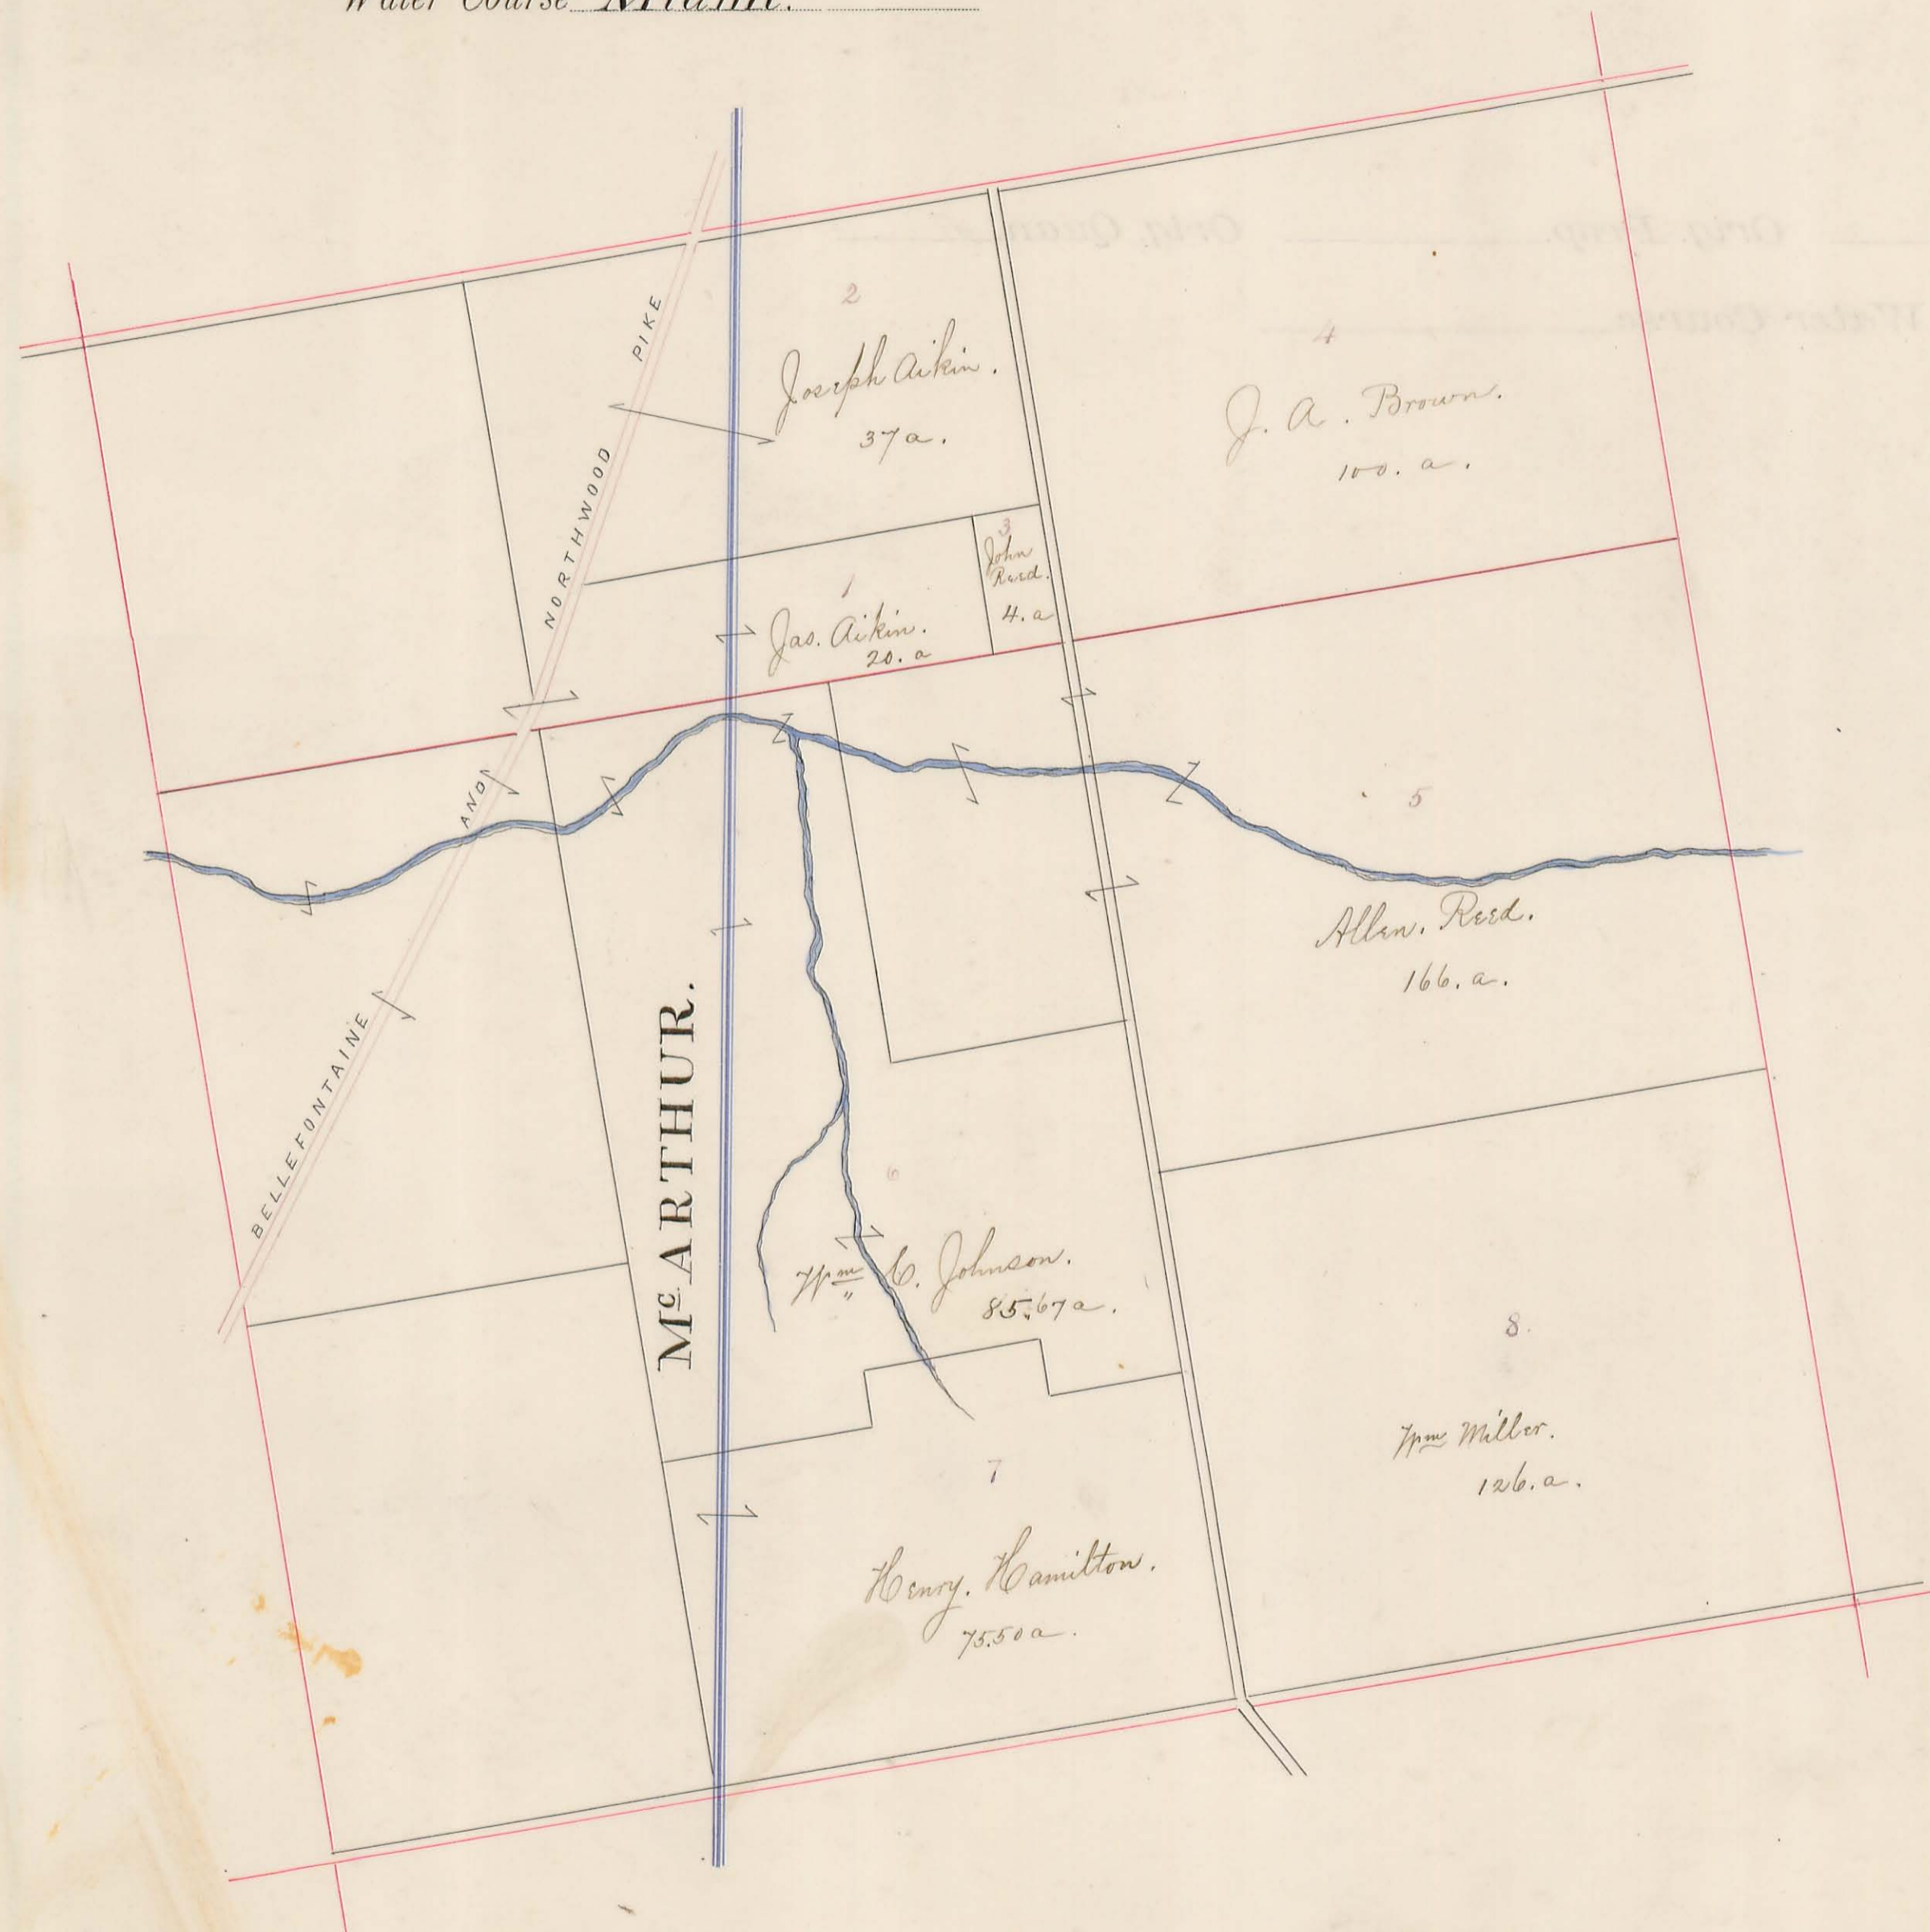 Water Course Miami.
2
Joseph Aikin.
37 a.
4
J. A. Brown.
100. a.
PIKE
NORTHWOOD
AND
BELLEFONTAINE
3
John
Reed.
4. a
1
Jas. Aikin.
20. a
5
Allen. Reed.
166. a.
McARTHUR.
6
Wm C. Johnson.
85.67 a.
7
Henry. Hamilton.
75.50 a.
8.
Wm Miller.
126. a.
Orig. Quan
Orig. Prop.
Water Course